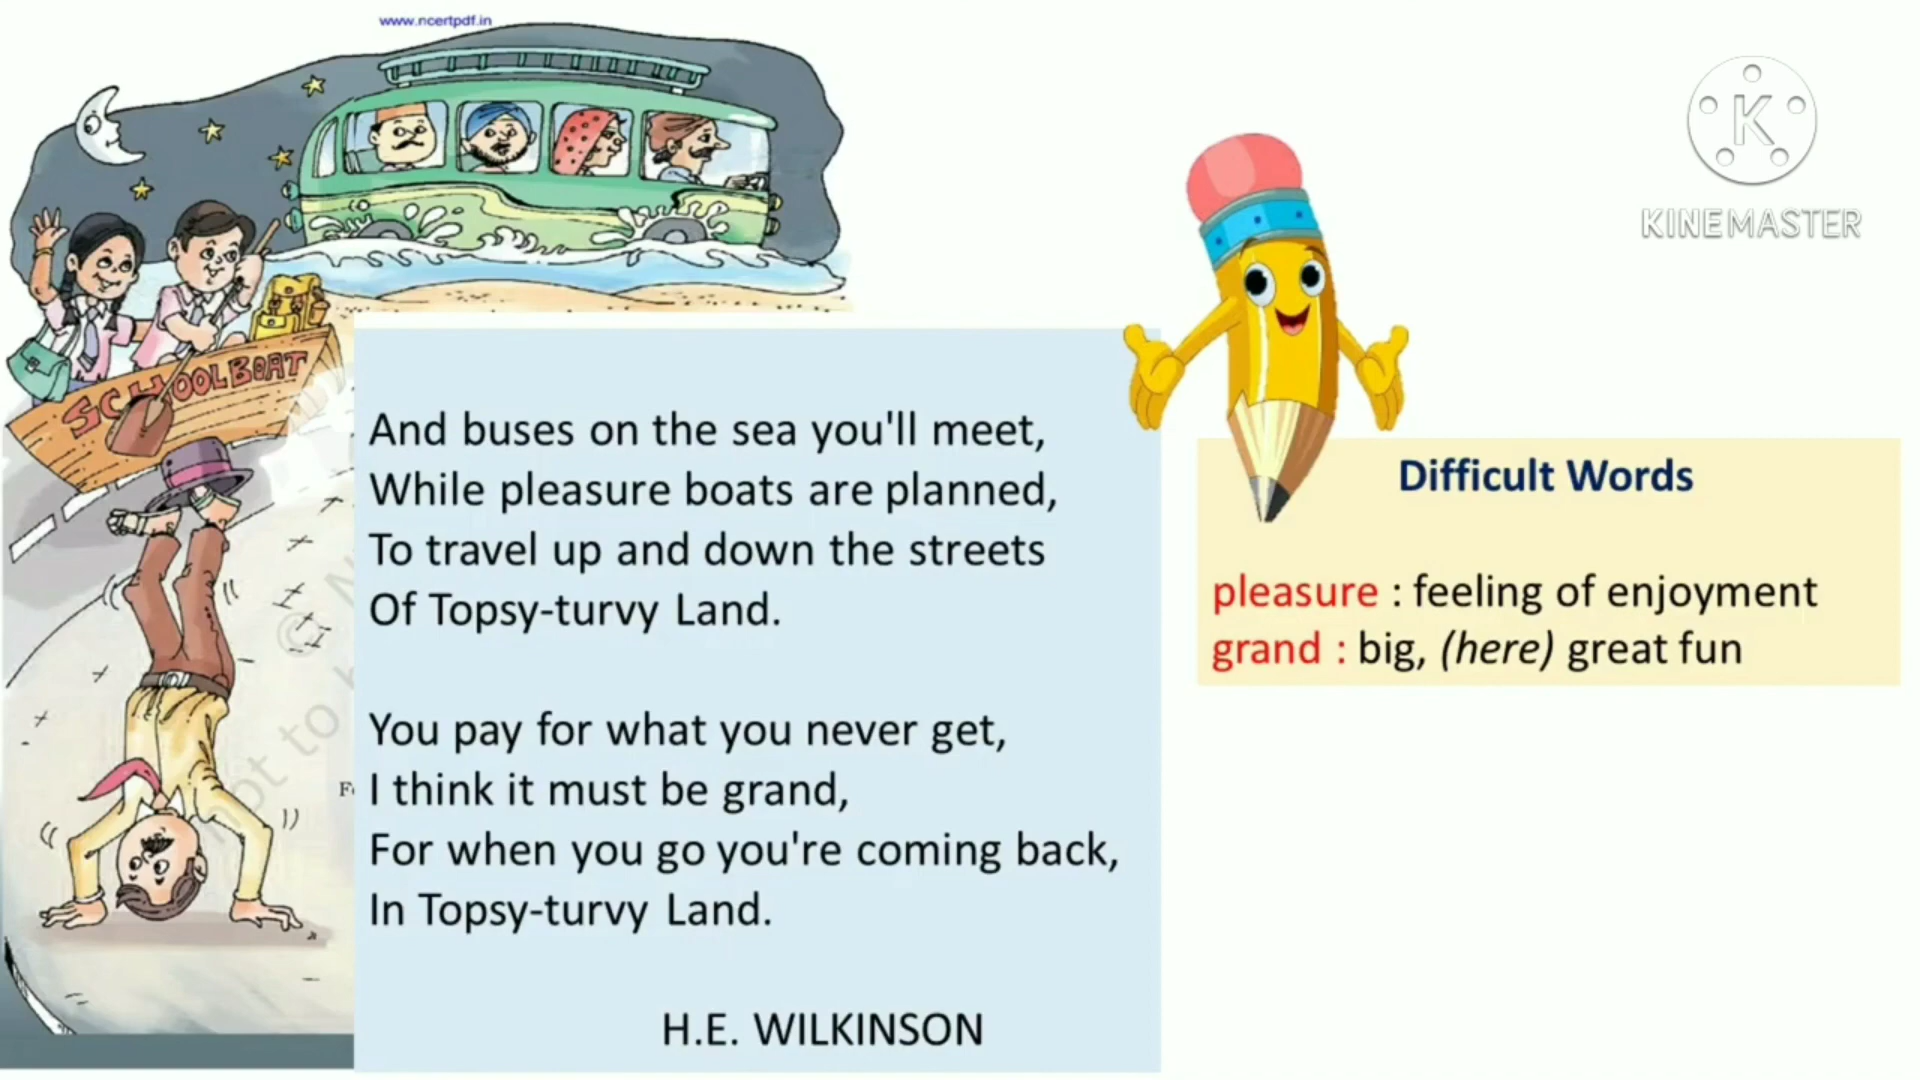 www.ncertpdf.in
K
KINEMASTER
SCHOOL BOAT
And buses on the sea you'll meet,
While pleasure boats are planned,
To travel up and down the streets
Of Topsy-turvy Land.
You pay for what you never get,
I think it must be grand,
For when you go you're coming back,
In Topsy-turvy Land.
H.E. WILKINSON
Difficult Words
pleasure : feeling of enjoyment
grand : big, (here) great fun
not to